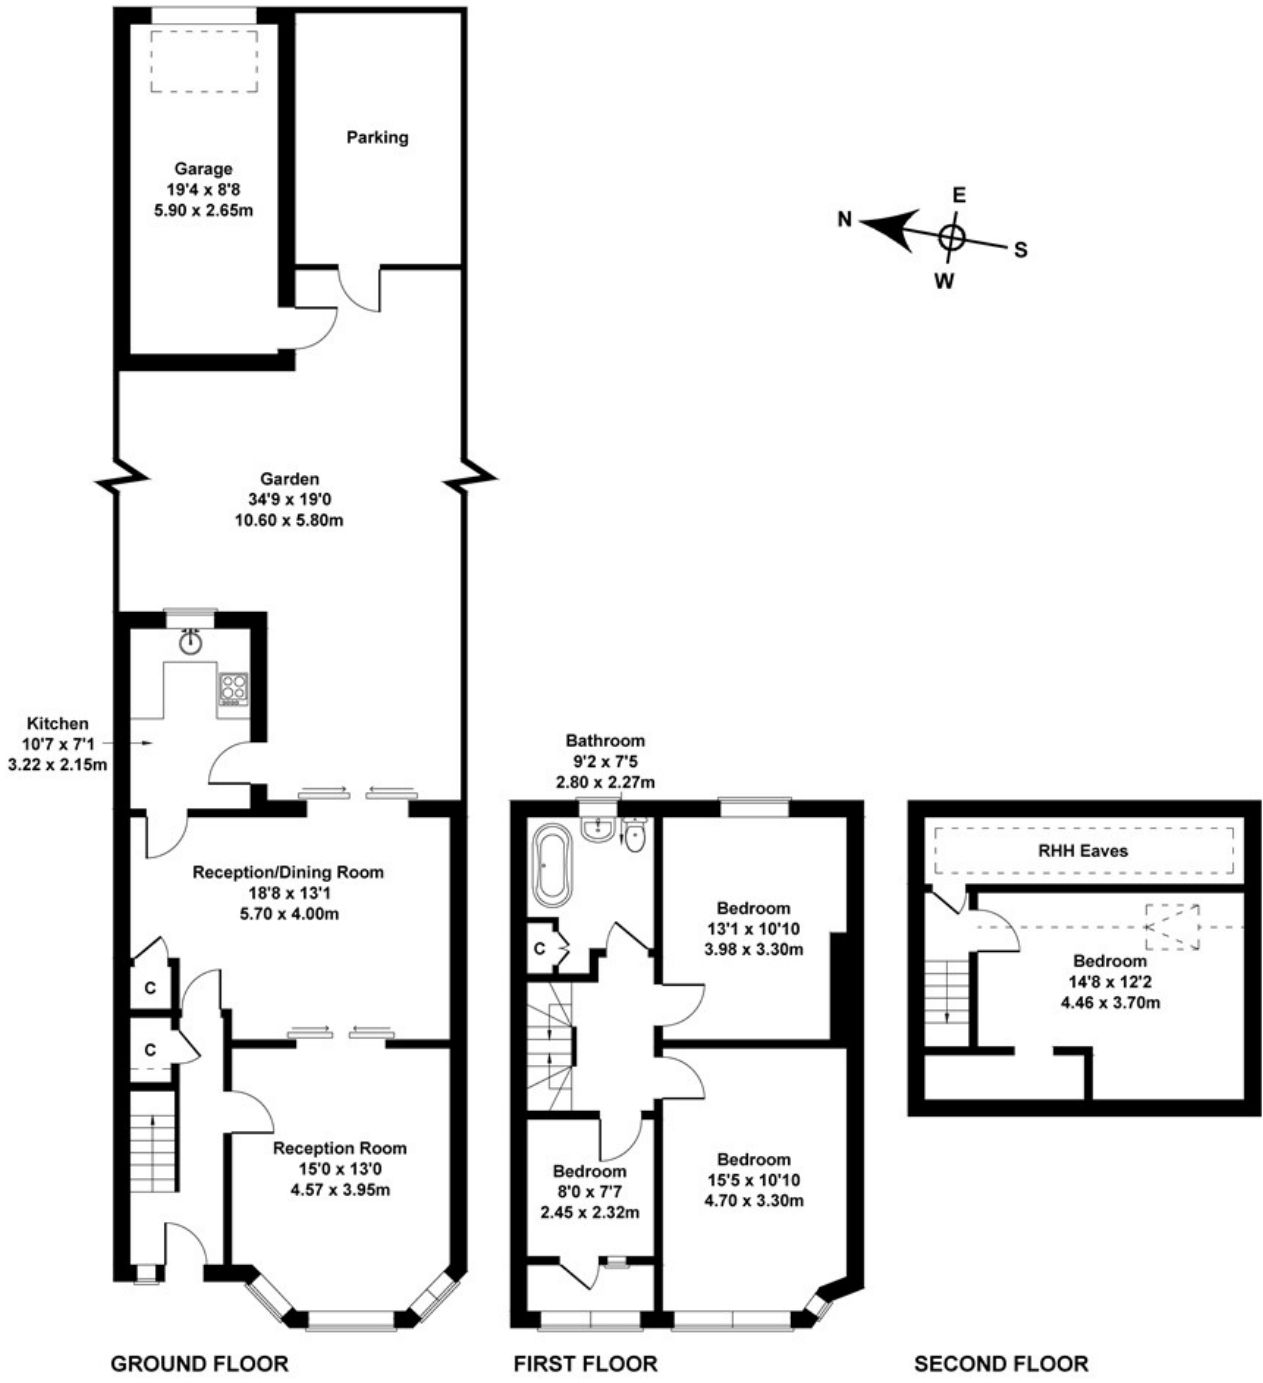 Parking
Garage
19'4 x 8'8
5.90 x 2.65m
N
E
S
W
Garden
34'9 x 19'0
10.60 x 5.80m
Kitchen
10'7 x 7'1
3.22 x 2.15m
Reception/Dining Room
18'8 x 13'1
5.70 x 4.00m
C
C
Reception Room
15'0 x 13'0
4.57 x 3.95m
GROUND FLOOR
Bathroom
9'2 x 7'5
2.80 x 2.27m
C
Bedroom
13'1 x 10'10
3.98 x 3.30m
Bedroom
8'0 x 7'7
2.45 x 2.32m
Bedroom
15'5 x 10'10
4.70 x 3.30m
FIRST FLOOR
RHH Eaves
Bedroom
14'8 x 12'2
4.46 x 3.70m
SECOND FLOOR